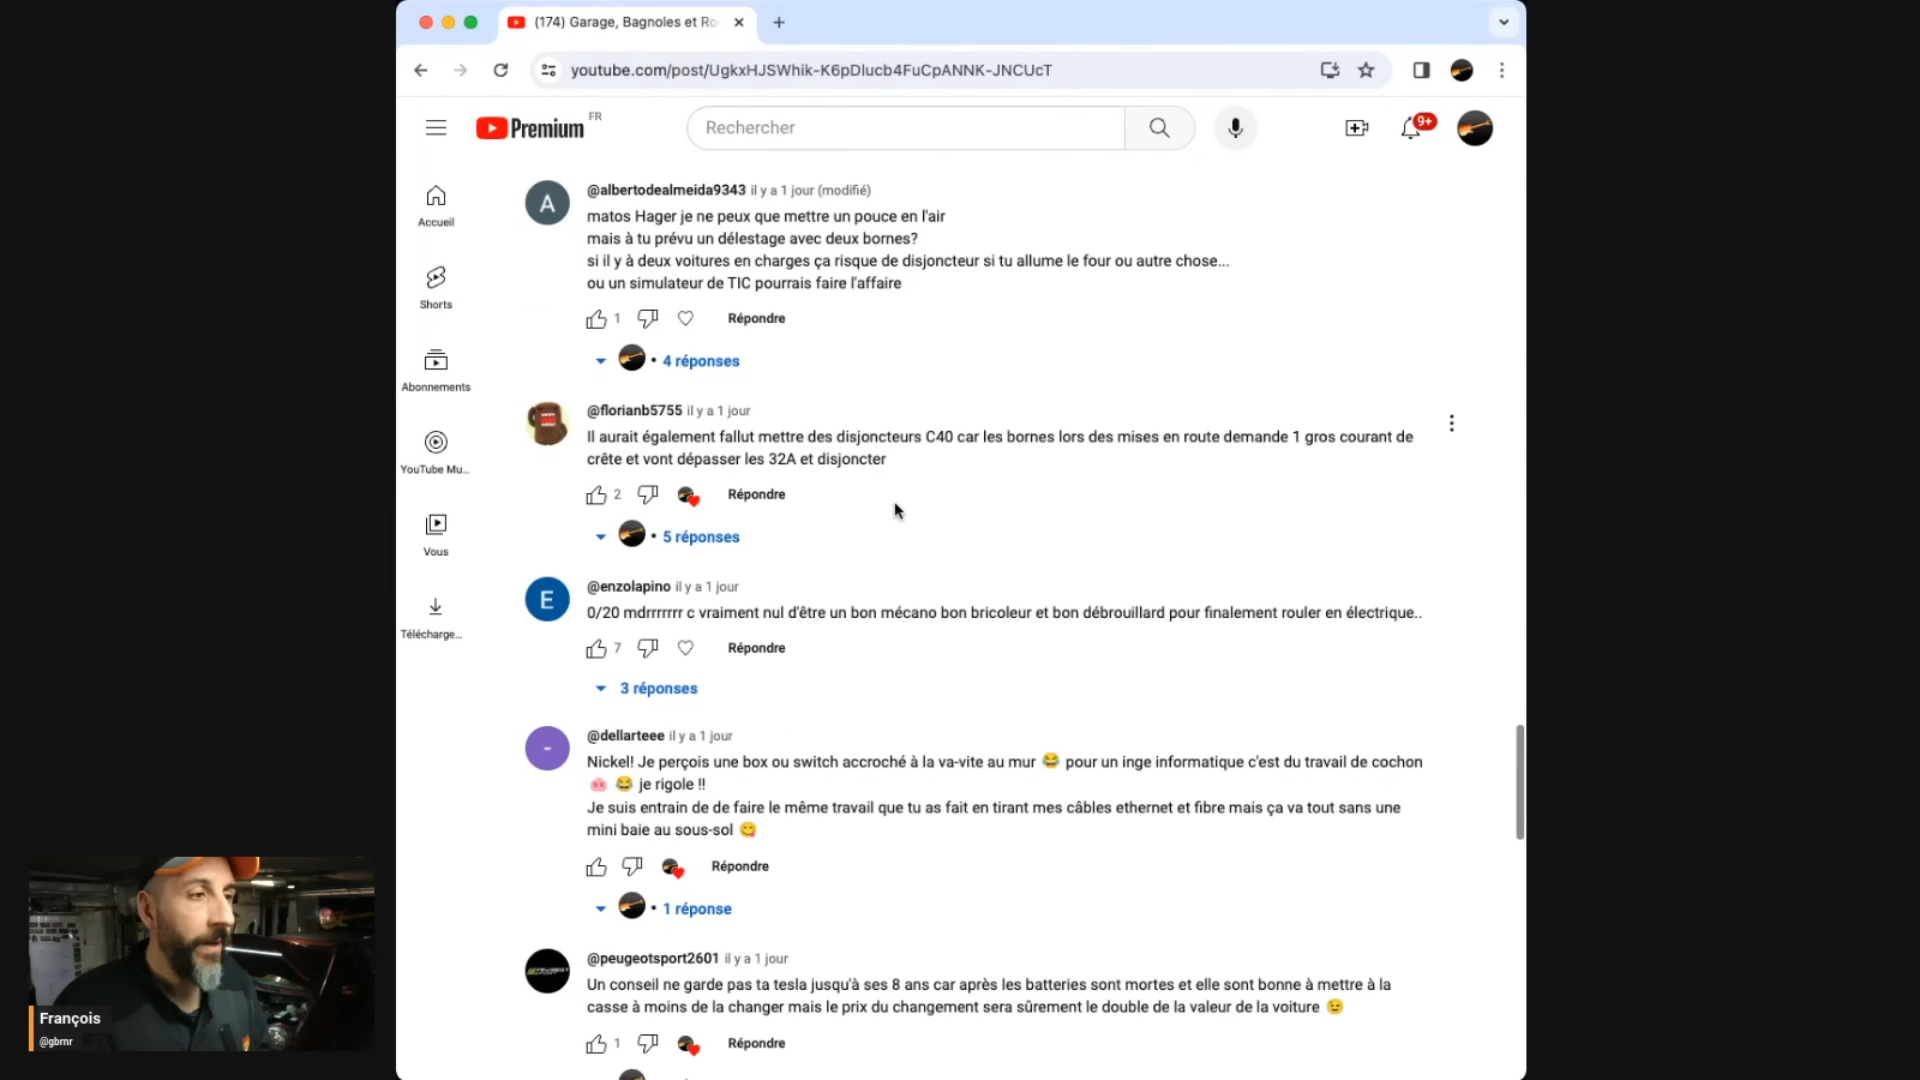 (174) Garage, Bagnoles et Ro
youtube.com/post/UgkxHJSWhik-K6pDlucb4FuCpANNK-JNCUcT
Premium FR
Rechercher
9+
Accueil
Shorts
Abonnements
YouTube Mu...
Vous
Télécharge...
A
@albertodealmeida9343 il y a 1 jour (modifié)
matos Hager je ne peux que mettre un pouce en l'air
mais à tu prévu un délestage avec deux bornes?
si il y à deux voitures en charges ça risque de disjoncteur si tu allume le four ou autre chose...
ou un simulateur de TIC pourrais faire l'affaire
1 Répondre
• 4 réponses
@florianb5755 il y a 1 jour
Il aurait également fallut mettre des disjoncteurs C40 car les bornes lors des mises en route demande 1 gros courant de
crête et vont dépasser les 32A et disjoncter
2 Répondre
• 5 réponses
E
@enzolapino il y a 1 jour
0/20 mdrrrrrrr c vraiment nul d'être un bon mécano bon bricoleur et bon débrouillard pour finalement rouler en électrique..
7 Répondre
3 réponses
-
@dellarteee il y a 1 jour
Nickel! Je perçois une box ou switch accroché à la va-vite au mur 😂 pour un inge informatique c'est du travail de cochon
🐽 😂 je rigole !!
Je suis entrain de de faire le même travail que tu as fait en tirant mes câbles ethernet et fibre mais ça va tout sans une
mini baie au sous-sol 😋
Répondre
• 1 réponse
@peugeotsport2601 il y a 1 jour
Un conseil ne garde pas ta tesla jusqu'à ses 8 ans car après les batteries sont mortes et elle sont bonne à mettre à la
casse à moins de la changer mais le prix du changement sera sûrement le double de la valeur de la voiture 😉
1 Répondre
François
@gbmr